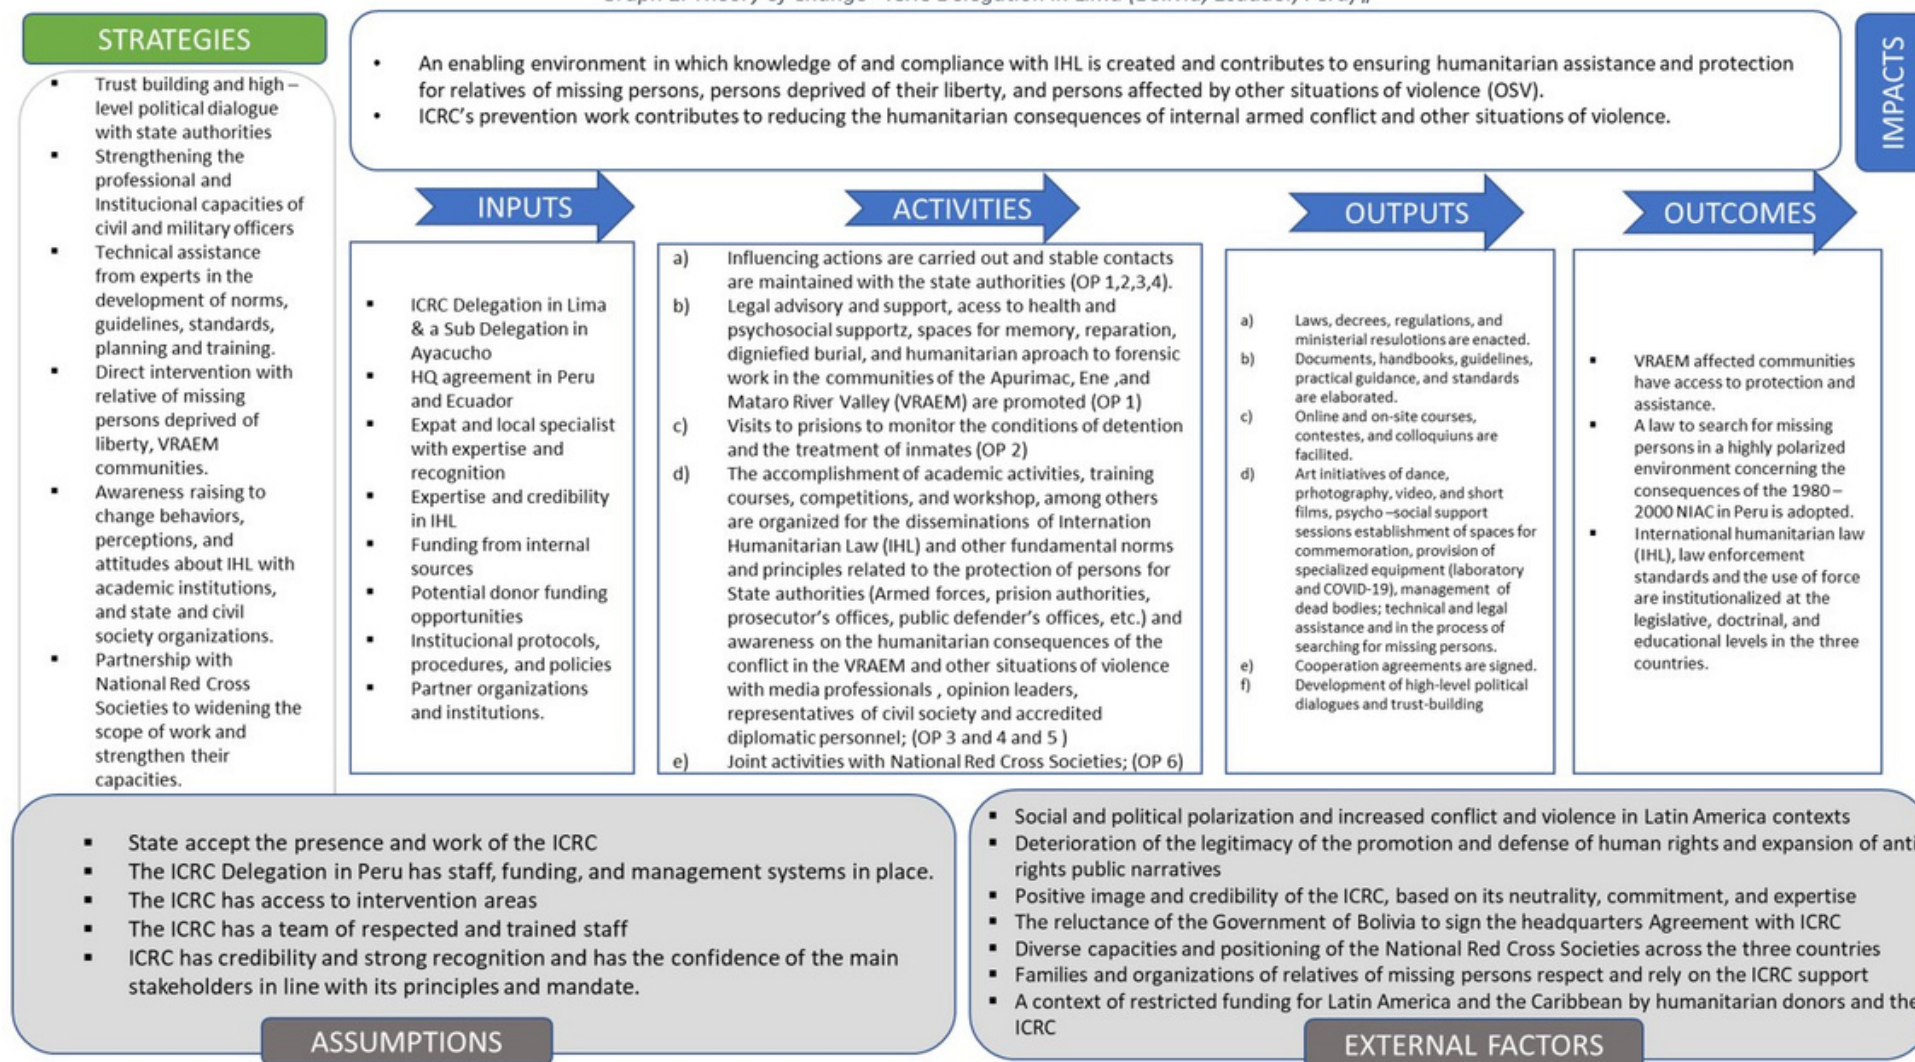 STRATEGIES
Trust building and high –
level political dialogue
with state authorities
Strengthening the
professional and
Institucional capacities of
civil and military officers
Technical assistance
from experts in the
development of norms,
guidelines, standards,
planning and training.
Direct intervention with
relative of missing
persons deprived of
liberty, VRAEM
communities.
Awareness raising to
change behaviors,
perceptions, and
attitudes about IHL with
academic institutions,
and state and civil
society organizations.
Partnership with
National Red Cross
Societies to widening the
scope of work and
strengthen their
capacities.
An enabling environment in which knowledge of and compliance with IHL is created and contributes to ensuring humanitarian assistance and protection
for relatives of missing persons, persons deprived of their liberty, and persons affected by other situations of violence (OSV).
ICRC's prevention work contributes to reducing the humanitarian consequences of internal armed conflict and other situations of violence.
IMPACTS
INPUTS
ICRC Delegation in Lima
& a Sub Delegation in
Ayacucho
HQ agreement in Peru
and Ecuador
Expat and local specialist
with expertise and
recognition
Expertise and credibility
in IHL
Funding from internal
sources
Potential donor funding
opportunities
Institutional protocols,
procedures, and policies
Partner organizations
and institutions.
ACTIVITIES
a) Influencing actions are carried out and stable contacts
are maintained with the state authorities (OP 1,2,3,4).
b) Legal advisory and support, acess to health and
psychosocial supportz, spaces for memory, reparation,
digniefied burial, and humanitarian aproach to forensic
work in the communities of the Apurimac, Ene ,and
Mataro River Valley (VRAEM) are promoted (OP 1)
c) Visits to prisions to monitor the conditions of detention
and the treatment of inmates (OP 2)
d) The accomplishment of academic activities, training
courses, competitions, and workshop, among others
are organized for the disseminations of Internation
Humanitarian Law (IHL) and other fundamental norms
and principles related to the protection of persons for
State authorities (Armed forces, prision authorities,
prosecutor's offices, public defender's offices, etc.) and
awareness on the humanitarian consequences of the
conflict in the VRAEM and other situations of violence
with media professionals , opinion leaders,
representatives of civil society and accredited
diplomatic personnel; (OP 3 and 4 and 5 )
e) Joint activities with National Red Cross Societies; (OP 6)
OUTPUTS
a) Laws, decrees, regulations, and
ministerial resulotions are enacted.
b) Documents, handbooks, guidelines,
practical guidance, and standards
are elaborated.
c) Online and on-site courses,
contestes, and colloquiuns are
facilited.
d) Art initiatives of dance,
prhotography, video, and short
films, psycho –social support
sessions establishment of spaces for
commemoration, provision of
specialized equipment (laboratory
and COVID-19), management of
dead bodies; technical and legal
assistance and in the process of
searching for missing persons.
e) Cooperation agreements are signed.
f) Development of high-level political
dialogues and trust-building
OUTCOMES
VRAEM affected communities
have access to protection and
assistance.
A law to search for missing
persons in a highly polarized
environment concerning the
consequences of the 1980 –
2000 NIAC in Peru is adopted.
International humanitarian law
(IHL), law enforcement
standards and the use of force
are institutionalized at the
legislative, doctrinal, and
educational levels in the three
countries.
State accept the presence and work of the ICRC
The ICRC Delegation in Peru has staff, funding, and management systems in place.
The ICRC has access to intervention areas
The ICRC has a team of respected and trained staff
ICRC has credibility and strong recognition and has the confidence of the main
stakeholders in line with its principles and mandate.
ASSUMPTIONS
Social and political polarization and increased conflict and violence in Latin America contexts
Deterioration of the legitimacy of the promotion and defense of human rights and expansion of anti
rights public narratives
Positive image and credibility of the ICRC, based on its neutrality, commitment, and expertise
The reluctance of the Government of Bolivia to sign the headquarters Agreement with ICRC
Diverse capacities and positioning of the National Red Cross Societies across the three countries
Families and organizations of relatives of missing persons respect and rely on the ICRC support
A context of restricted funding for Latin America and the Caribbean by humanitarian donors and the
ICRC
EXTERNAL FACTORS